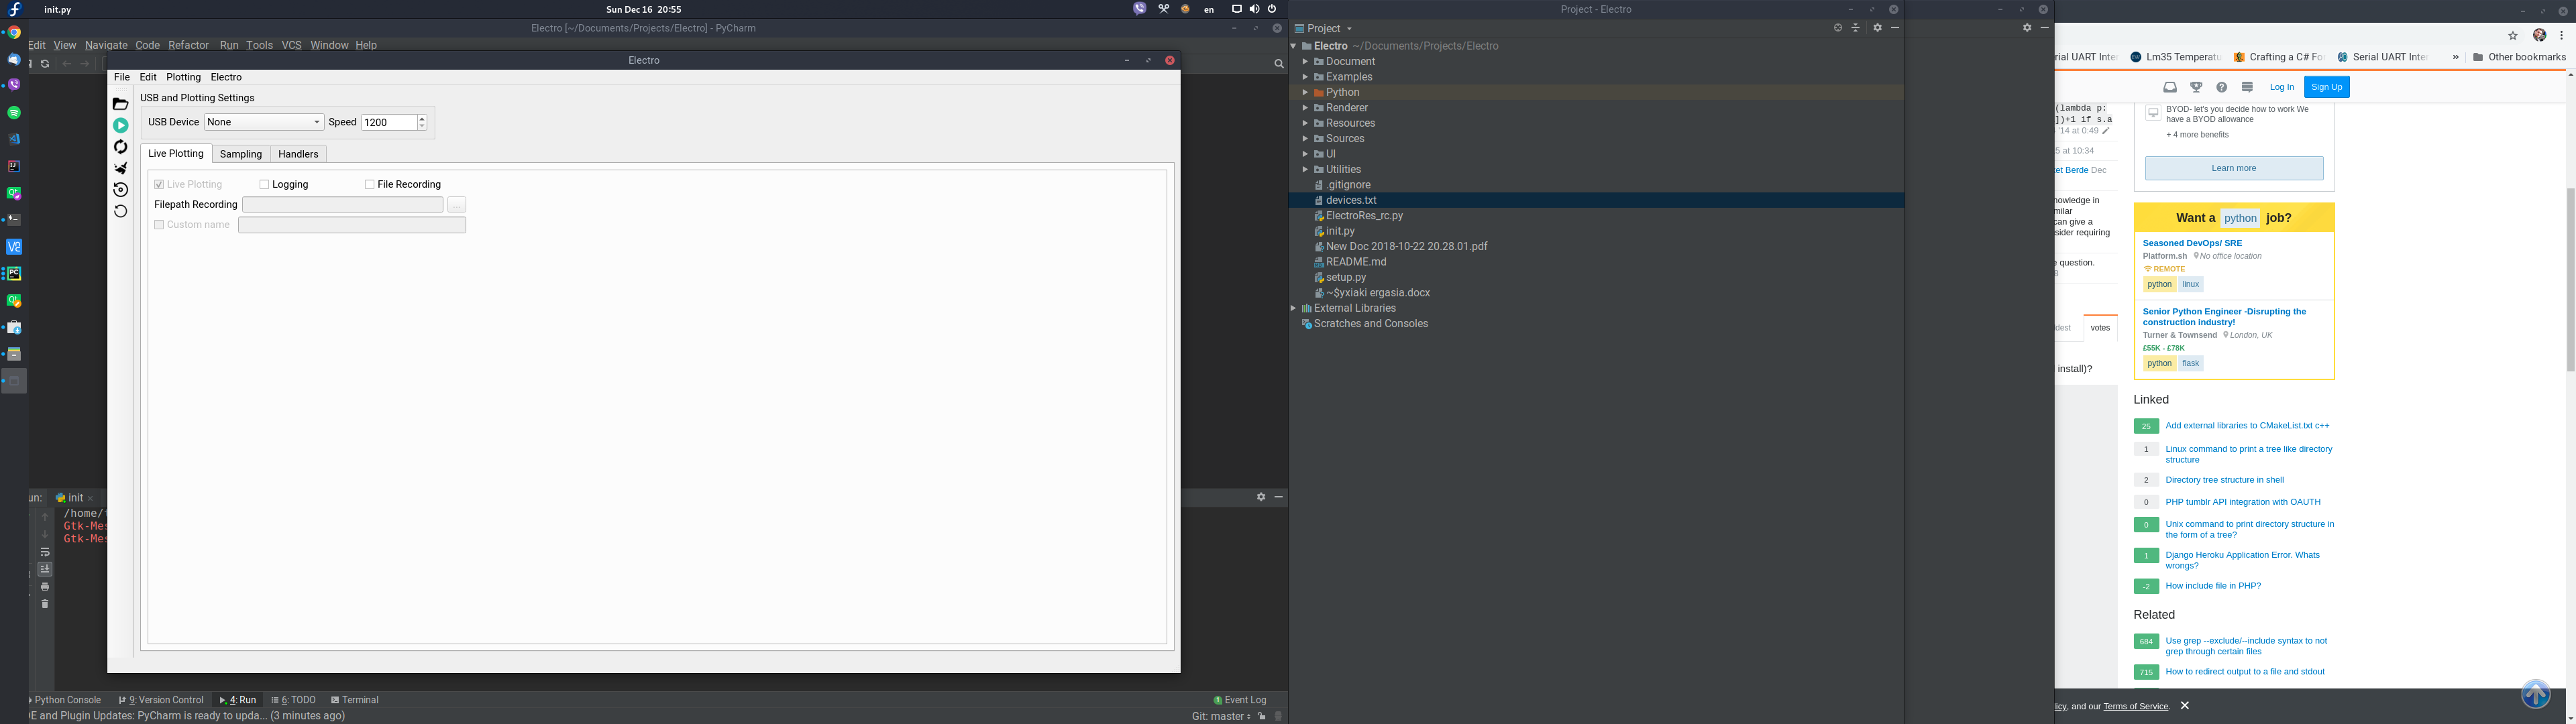 init.py
Sun Dec 16 20:55
en
Electro [~/Documents/Projects/Electro] - PyCharm
Edit View Navigate Code Refactor Run Tools VCS Window Help
Electro
File Edit Plotting Electro
USB and Plotting Settings
USB Device None Speed 1200
Live Plotting Sampling Handlers
Live Plotting Logging File Recording
Filepath Recording ...
Custom name
un: init
/home/
Gtk-Mes
Gtk-Mes
Python Console 9: Version Control 4: Run 6: TODO Terminal
1 Event Log
DE and Plugin Updates: PyCharm is ready to upda... (3 minutes ago)
Git: master
Project - Electro
Project
Electro ~/Documents/Projects/Electro
Document
Examples
Python
Renderer
Resources
Sources
UI
Utilities
.gitignore
devices.txt
ElectroRes_rc.py
init.py
New Doc 2018-10-22 20.28.01.pdf
README.md
setup.py
~$yxiaki ergasia.docx
External Libraries
Scratches and Consoles
rial UART Inter Lm35 Temperatu Crafting a C# For Serial UART Inter » Other bookmarks
Log In Sign Up
(lambda p:
])+1 if s.a
'14 at 0:49
5 at 10:34
ket Berde Dec
nowledge in
milar
can give a
sider requiring
e question.
8
dest votes
install)?
BYOD- let's you decide how to work We
have a BYOD allowance
+ 4 more benefits
Learn more
Want a python job?
Seasoned DevOps/ SRE
Platform.sh No office location
REMOTE
python linux
Senior Python Engineer -Disrupting the
construction industry!
Turner & Townsend London, UK
£55K - £78K
python flask
Linked
25 Add external libraries to CMakeList.txt c++
1 Linux command to print a tree like directory
structure
2 Directory tree structure in shell
0 PHP tumblr API integration with OAUTH
0 Unix command to print directory structure in
the form of a tree?
1 Django Heroku Application Error. Whats
wrongs?
-2 How include file in PHP?
Related
684 Use grep --exclude/--include syntax to not
grep through certain files
715 How to redirect output to a file and stdout
licy, and our Terms of Service.